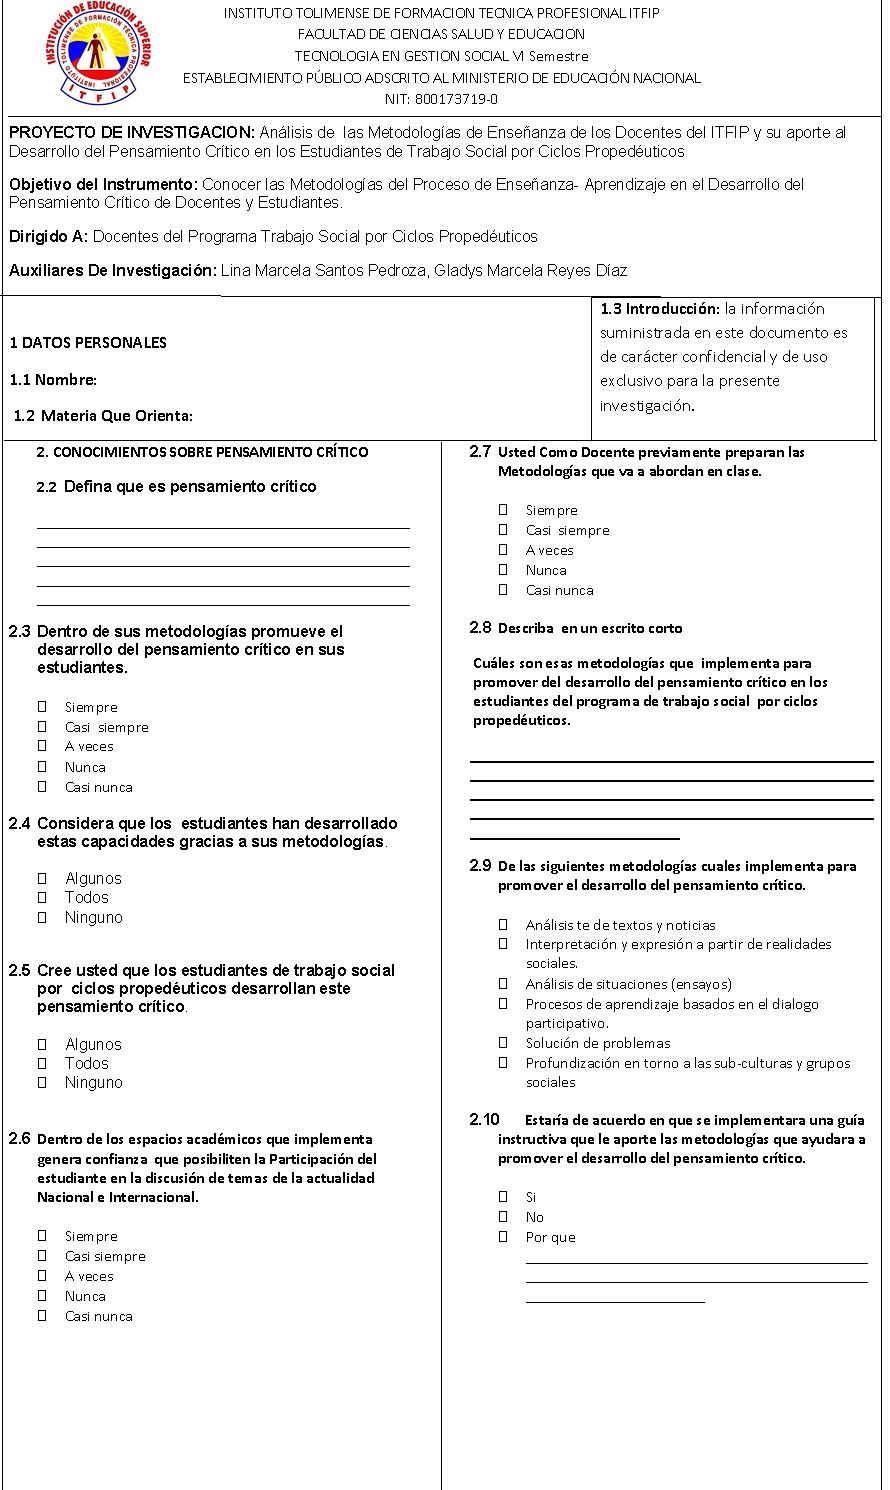 INSTITUCIÓN DE EDUCACIÓN SUPERIOR
INSTITUTO TOLIMENSE DE FORMACIÓN TÉCNICA PROFESIONAL
ITFIP
INSTITUTO TOLIMENSE DE FORMACION TECNICA PROFESIONAL ITFIP
FACULTAD DE CIENCIAS SALUD Y EDUCACION
TECNOLOGIA EN GESTION SOCIAL VI Semestre
ESTABLECIMIENTO PÚBLICO ADSCRITO AL MINISTERIO DE EDUCACIÓN NACIONAL
NIT: 800173719-0
PROYECTO DE INVESTIGACION: Análisis de las Metodologías de Enseñanza de los Docentes del ITFIP y su aporte al
Desarrollo del Pensamiento Crítico en los Estudiantes de Trabajo Social por Ciclos Propedéuticos
Objetivo del Instrumento: Conocer las Metodologías del Proceso de Enseñanza- Aprendizaje en el Desarrollo del
Pensamiento Crítico de Docentes y Estudiantes.
Dirigido A: Docentes del Programa Trabajo Social por Ciclos Propedéuticos
Auxiliares De Investigación: Lina Marcela Santos Pedroza, Gladys Marcela Reyes Díaz
1 DATOS PERSONALES
1.1 Nombre:
1.2 Materia Que Orienta:
1.3 Introducción: la información
suministrada en este documento es
de carácter confidencial y de uso
exclusivo para la presente
investigación.
2. CONOCIMIENTOS SOBRE PENSAMIENTO CRÍTICO
2.2 Defina que es pensamiento crítico
2.3 Dentro de sus metodologías promueve el
desarrollo del pensamiento crítico en sus
estudiantes.
Siempre
Casi siempre
A veces
Nunca
Casi nunca
2.4 Considera que los estudiantes han desarrollado
estas capacidades gracias a sus metodologías.
Algunos
Todos
Ninguno
2.5 Cree usted que los estudiantes de trabajo social
por ciclos propedéuticos desarrollan este
pensamiento crítico.
Algunos
Todos
Ninguno
2.6 Dentro de los espacios académicos que implementa
genera confianza que posibiliten la Participación del
estudiante en la discusión de temas de la actualidad
Nacional e Internacional.
Siempre
Casi siempre
A veces
Nunca
Casi nunca
2.7 Usted Como Docente previamente preparan las
Metodologías que va a abordan en clase.
Siempre
Casi siempre
A veces
Nunca
Casi nunca
2.8 Describa en un escrito corto
Cuáles son esas metodologías que implementa para
promover del desarrollo del pensamiento crítico en los
estudiantes del programa de trabajo social por ciclos
propedéuticos.
2.9 De las siguientes metodologías cuales implementa para
promover el desarrollo del pensamiento crítico.
Análisis te de textos y noticias
Interpretación y expresión a partir de realidades
sociales.
Análisis de situaciones (ensayos)
Procesos de aprendizaje basados en el dialogo
participativo.
Solución de problemas
Profundización en torno a las sub-culturas y grupos
sociales
2.10 Estaría de acuerdo en que se implementara una guía
instructiva que le aporte las metodologías que ayudara a
promover el desarrollo del pensamiento crítico.
Si
No
Por que